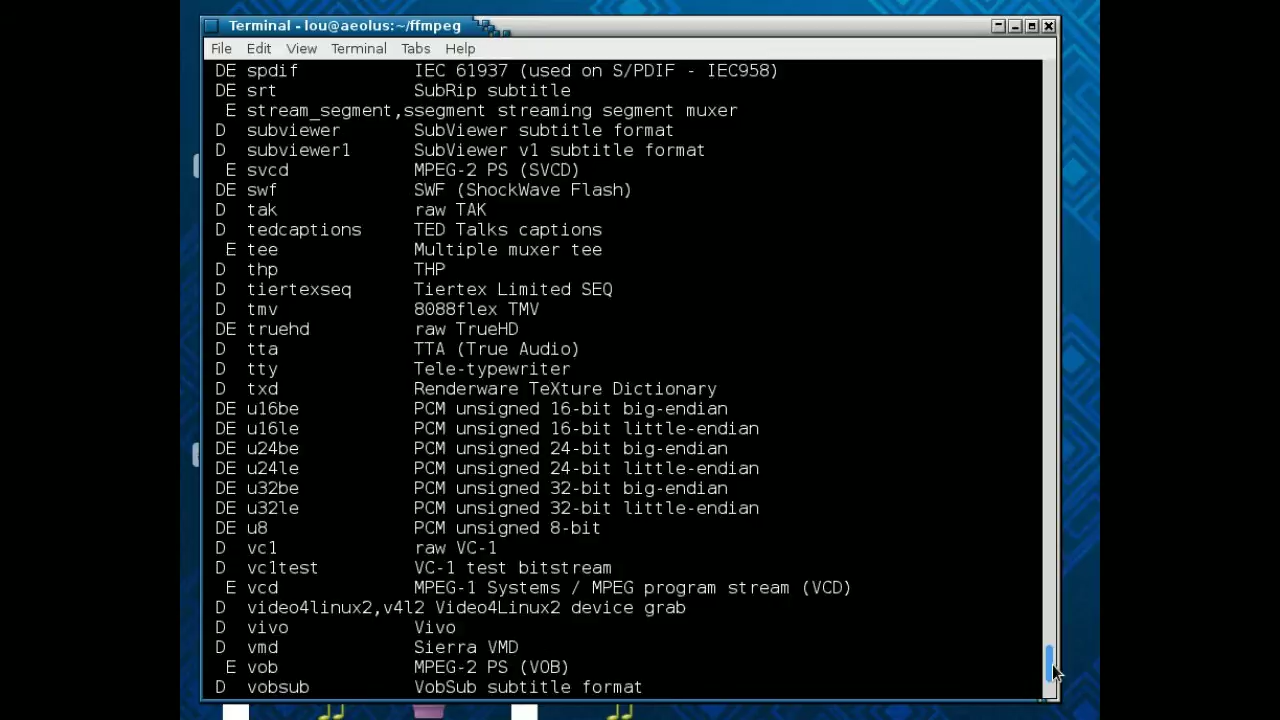 Terminal - lou@aeolus:~/ffmpeg
File Edit View Terminal Tabs Help
DE spdif IEC 61937 (used on S/PDIF - IEC958)
DE srt SubRip subtitle
E stream_segment,ssegment streaming segment muxer
D subviewer SubViewer subtitle format
D subviewer1 SubViewer v1 subtitle format
E svcd MPEG-2 PS (SVCD)
DE swf SWF (ShockWave Flash)
D tak raw TAK
D tedcaptions TED Talks captions
E tee Multiple muxer tee
D thp THP
D tiertexseq Tiertex Limited SEQ
D tmv 8088flex TMV
DE truehd raw TrueHD
D tta TTA (True Audio)
D tty Tele-typewriter
D txd Renderware TeXture Dictionary
DE u16be PCM unsigned 16-bit big-endian
DE u16le PCM unsigned 16-bit little-endian
DE u24be PCM unsigned 24-bit big-endian
DE u24le PCM unsigned 24-bit little-endian
DE u32be PCM unsigned 32-bit big-endian
DE u32le PCM unsigned 32-bit little-endian
DE u8 PCM unsigned 8-bit
D vc1 raw VC-1
D vc1test VC-1 test bitstream
E vcd MPEG-1 Systems / MPEG program stream (VCD)
D video4linux2,v4l2 Video4Linux2 device grab
D vivo Vivo
D vmd Sierra VMD
E vob MPEG-2 PS (VOB)
D vobsub VobSub subtitle format